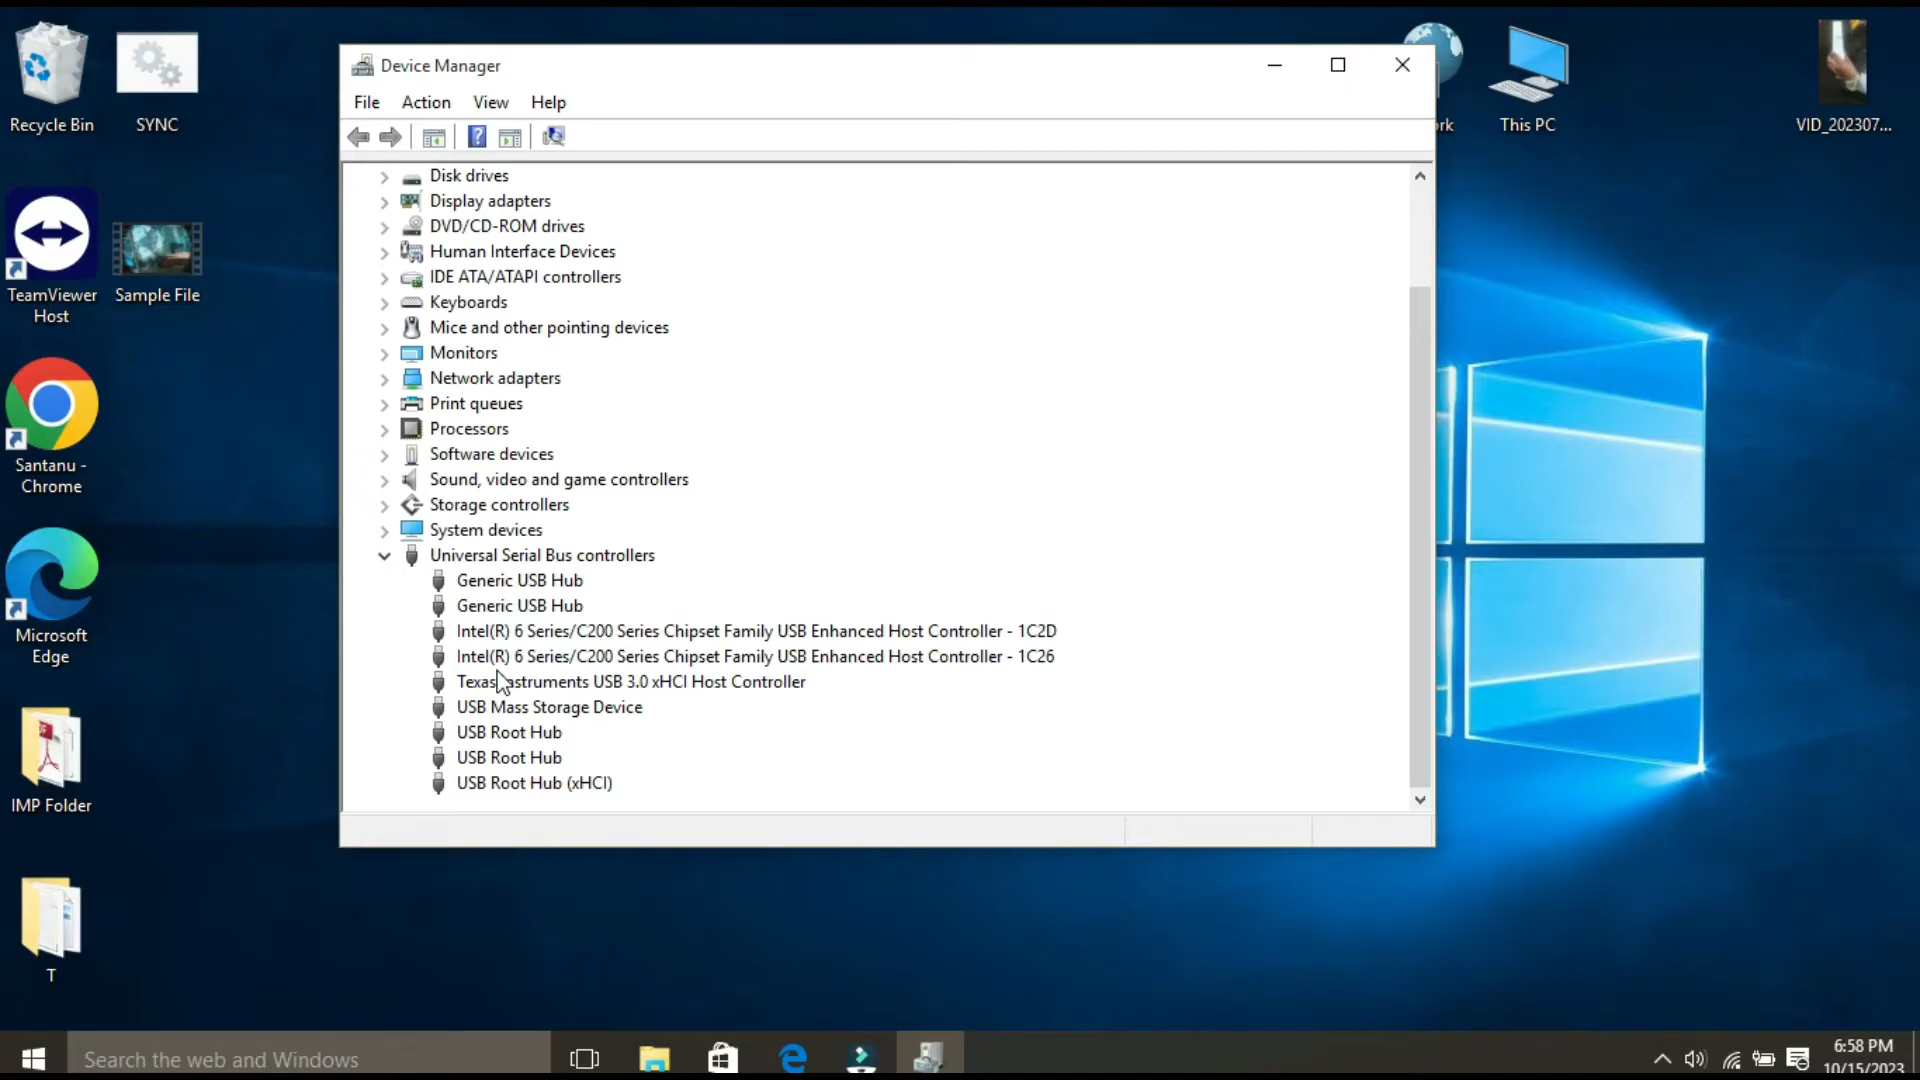 Recycle Bin
SYNC
TeamViewer
Host
Sample File
Santanu -
Chrome
Microsoft
Edge
IMP Folder
T
Device Manager
File Action View Help
Disk drives
Display adapters
DVD/CD-ROM drives
Human Interface Devices
IDE ATA/ATAPI controllers
Keyboards
Mice and other pointing devices
Monitors
Network adapters
Print queues
Processors
Software devices
Sound, video and game controllers
Storage controllers
System devices
Universal Serial Bus controllers
Generic USB Hub
Generic USB Hub
Intel(R) 6 Series/C200 Series Chipset Family USB Enhanced Host Controller - 1C2D
Intel(R) 6 Series/C200 Series Chipset Family USB Enhanced Host Controller - 1C26
Texas Instruments USB 3.0 xHCI Host Controller
USB Mass Storage Device
USB Root Hub
USB Root Hub
USB Root Hub (xHCI)
rk
This PC
VID_202307...
Search the web and Windows
6:58 PM
10/15/2023